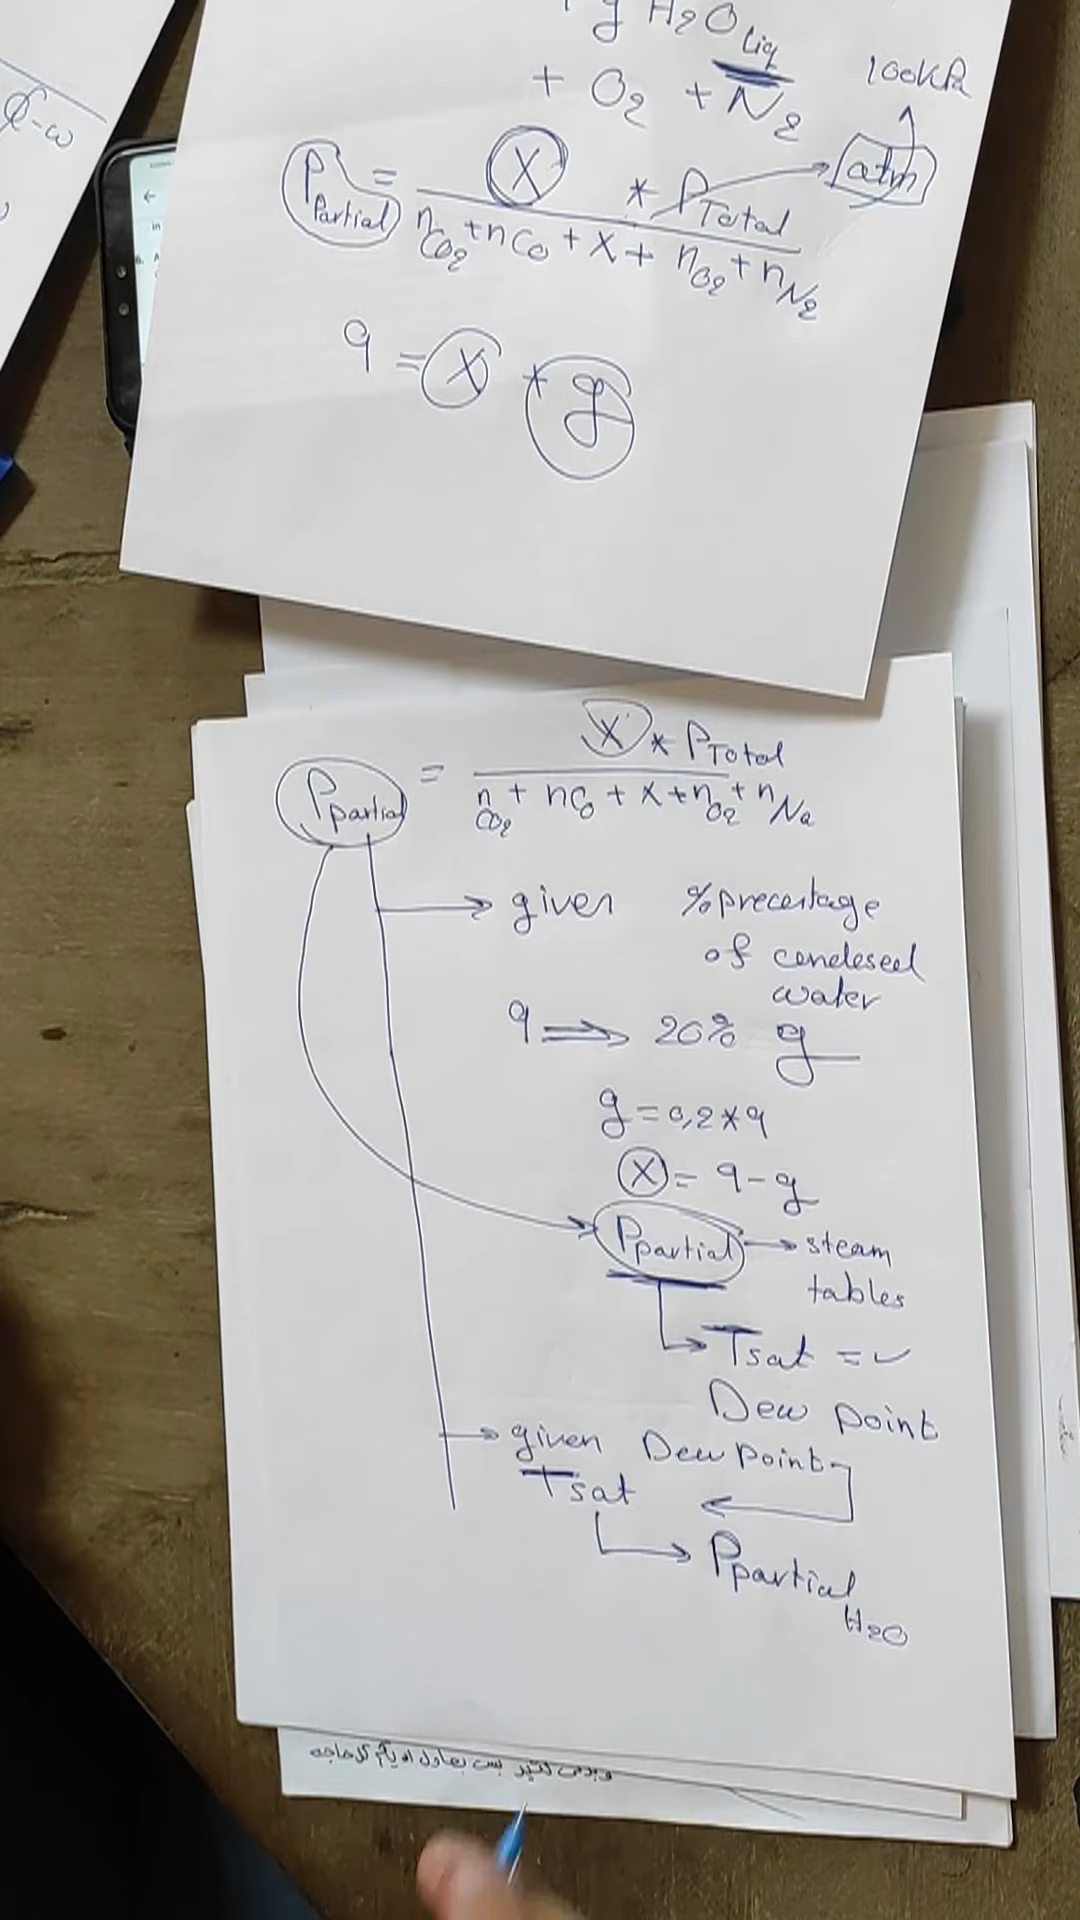 y H2O liq
+ O2 + N2
100kPa
atm
P Partial = X * P Total
nCO2 + nCO + X + nO2 + nN2
9 = X + y
P partial = X * P Total
nCO2 + nCO + X + nO2 + nN2
given % precentage
of condesed
water
9 ⟹ 20% y
y = 0,2 * 9
X = 9 - y
P partial → steam
tables
Tsat = ✓
Dew point
→ given Dew point
Tsat
P partial H2O